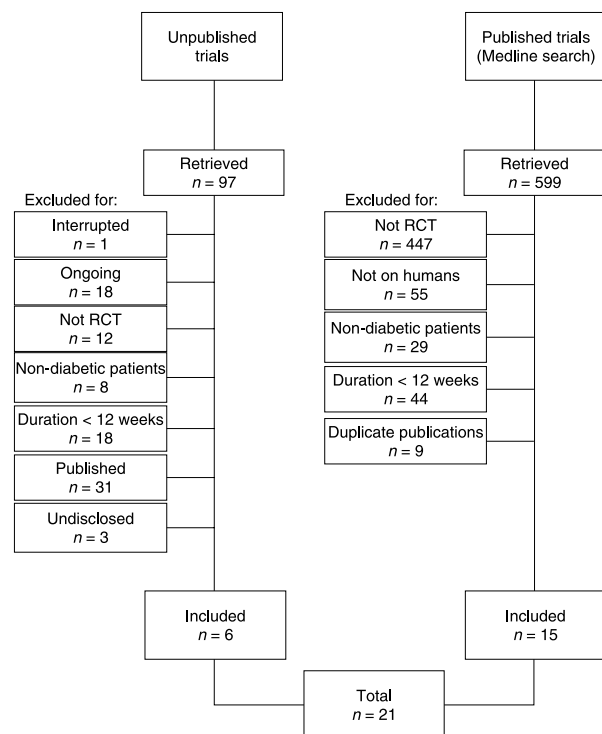 Unpublished
trials
Retrieved
n = 97
Excluded for:
Interrupted
n = 1
Ongoing
n = 18
Not RCT
n = 12
Non-diabetic patients
n = 8
Duration < 12 weeks
n = 18
Published
n = 31
Undisclosed
n = 3
Included
n = 6
Published trials
(Medline search)
Retrieved
n = 599
Excluded for:
Not RCT
n = 447
Not on humans
n = 55
Non-diabetic patients
n = 29
Duration < 12 weeks
n = 44
Duplicate publications
n = 9
Included
n = 15
Total
n = 21